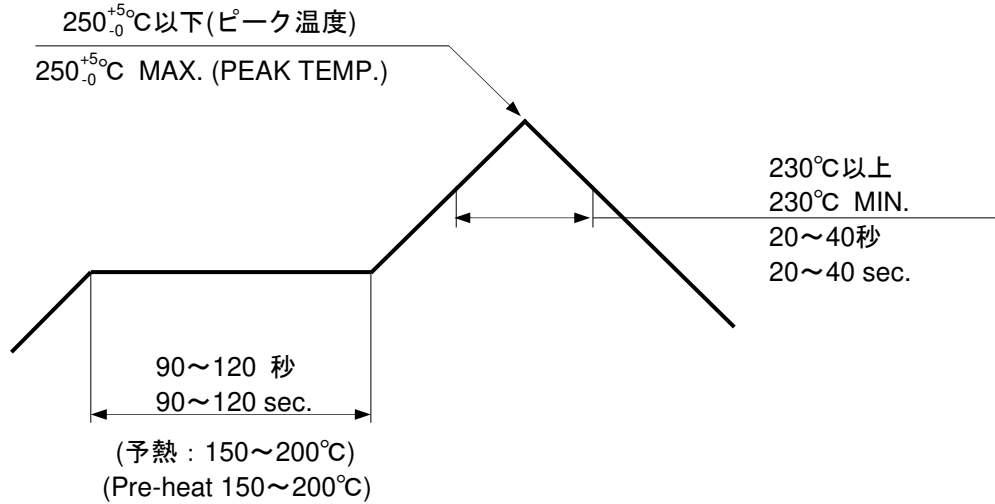 250+5-0℃以下(ピーク温度)
250+5-0℃ MAX. (PEAK TEMP.)
230℃以上
230℃ MIN.
20～40秒
20～40 sec.
90～120 秒
90～120 sec.
(予熱：150～200℃)
(Pre-heat 150～200℃)